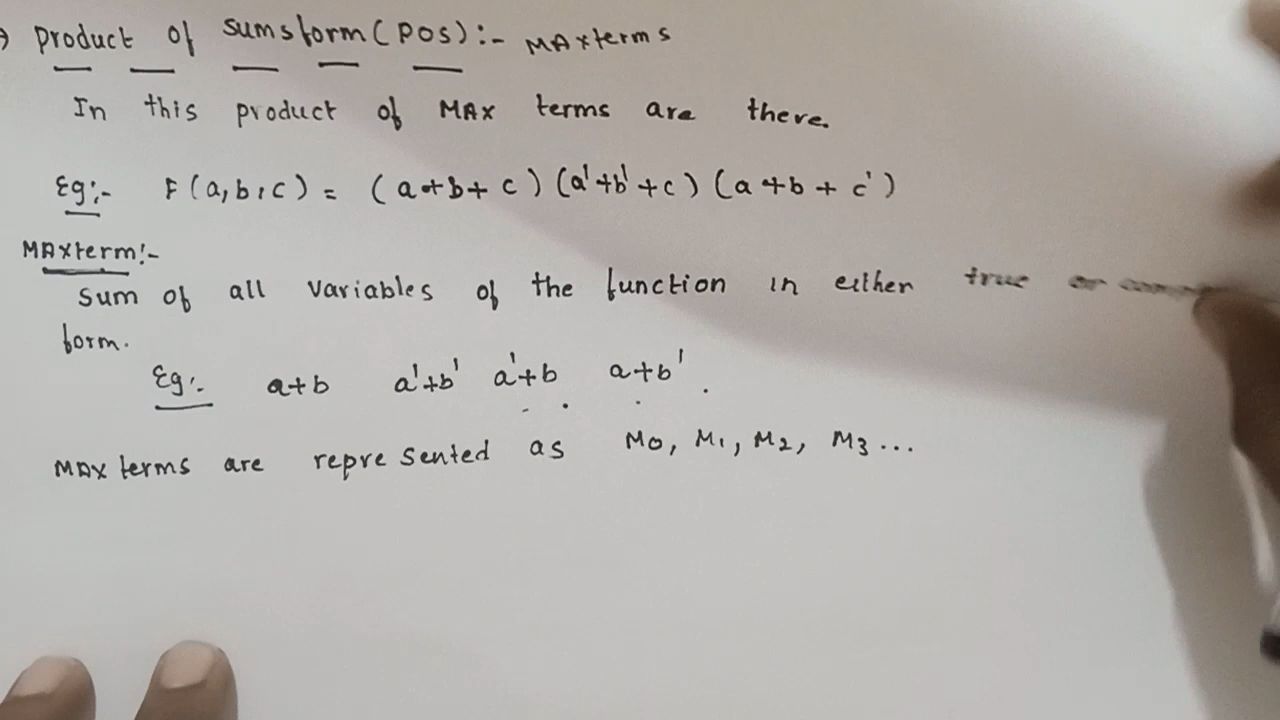 → product of sumsform (POS):- MAXterms
In this product of MAX terms are there.
Eg:- F(a,b,c) = (a+b+c) (a'+b'+c) (a+b+c')
MAXterm:-
sum of all variables of the function in either true or
form.
Eg:- a+b a'+b' a'+b a+b'.
MAX terms are represented as M0, M1, M2, M3...